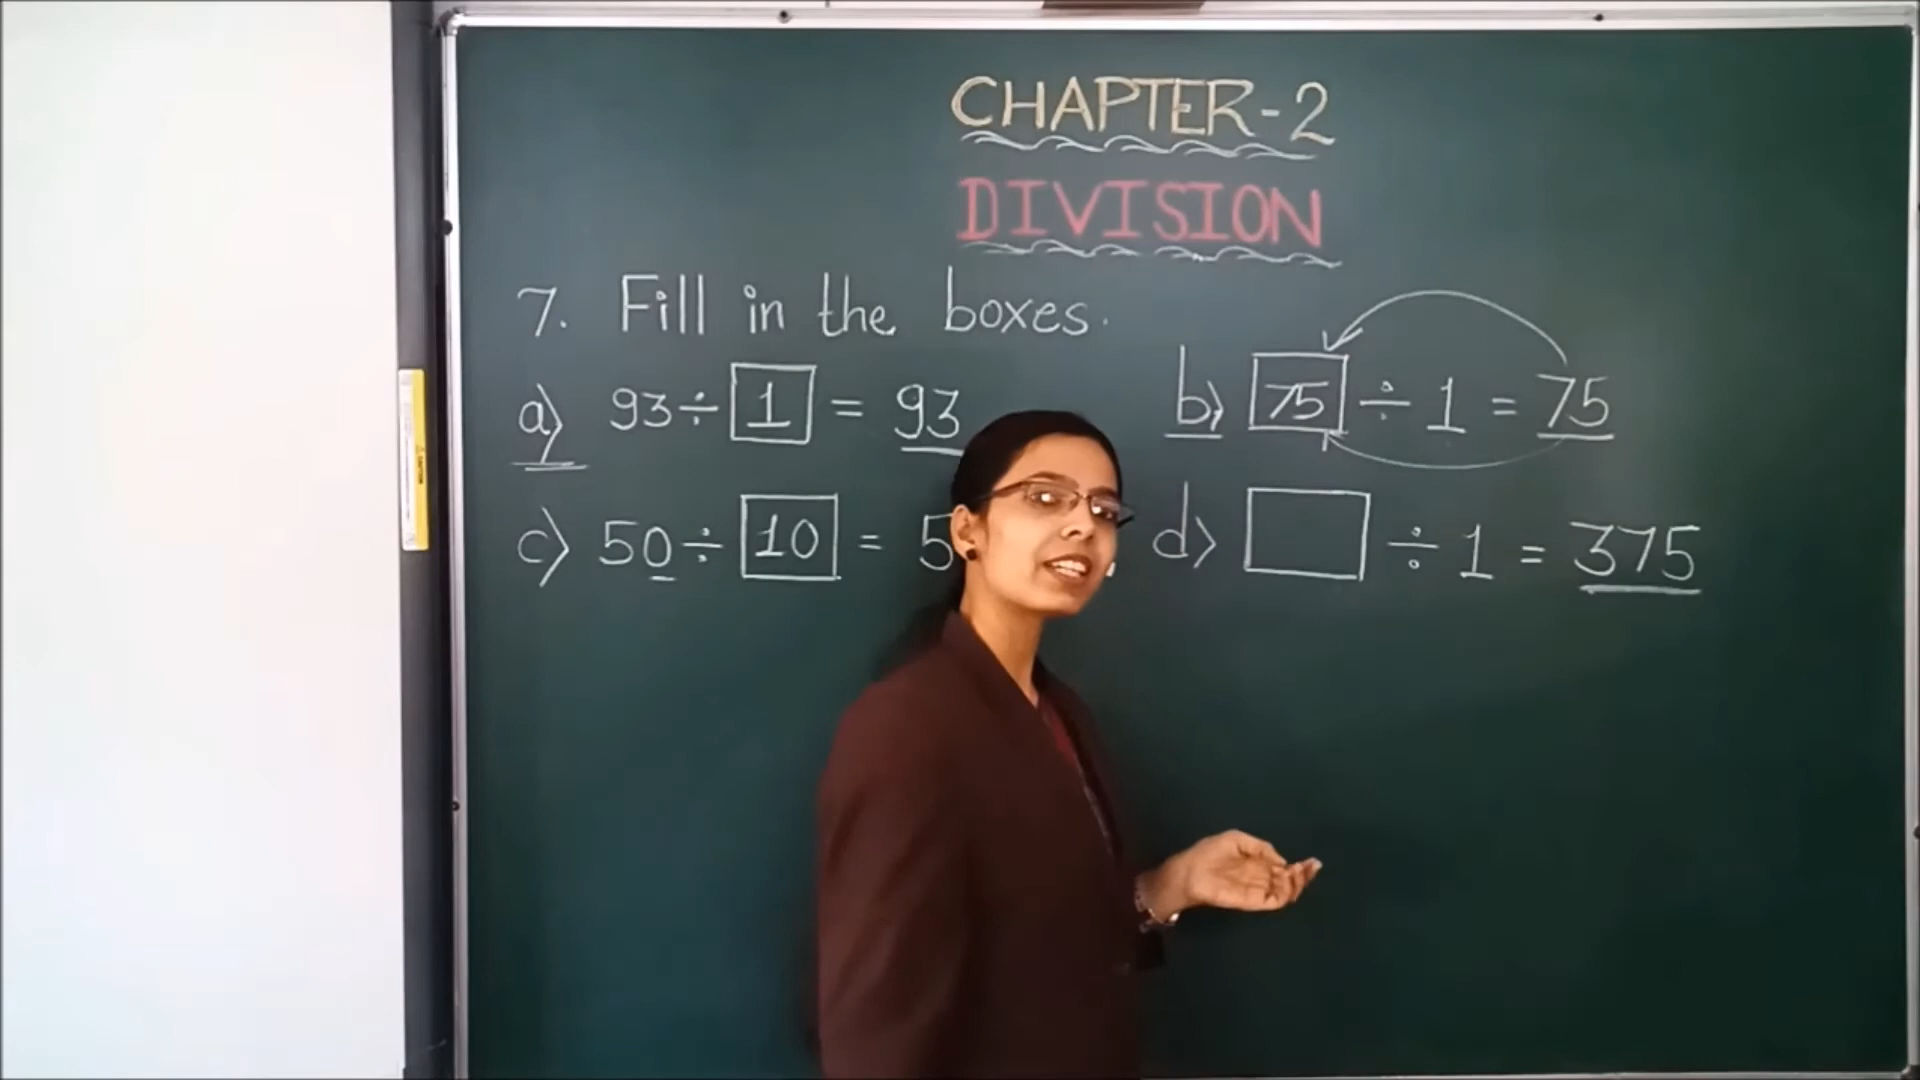 CHAPTER-2
DIVISION
7. Fill in the boxes.
a) 93 ÷ 1 = 93
b) 75 ÷ 1 = 75
c) 50 ÷ 10 = 5
d) ÷ 1 = 375